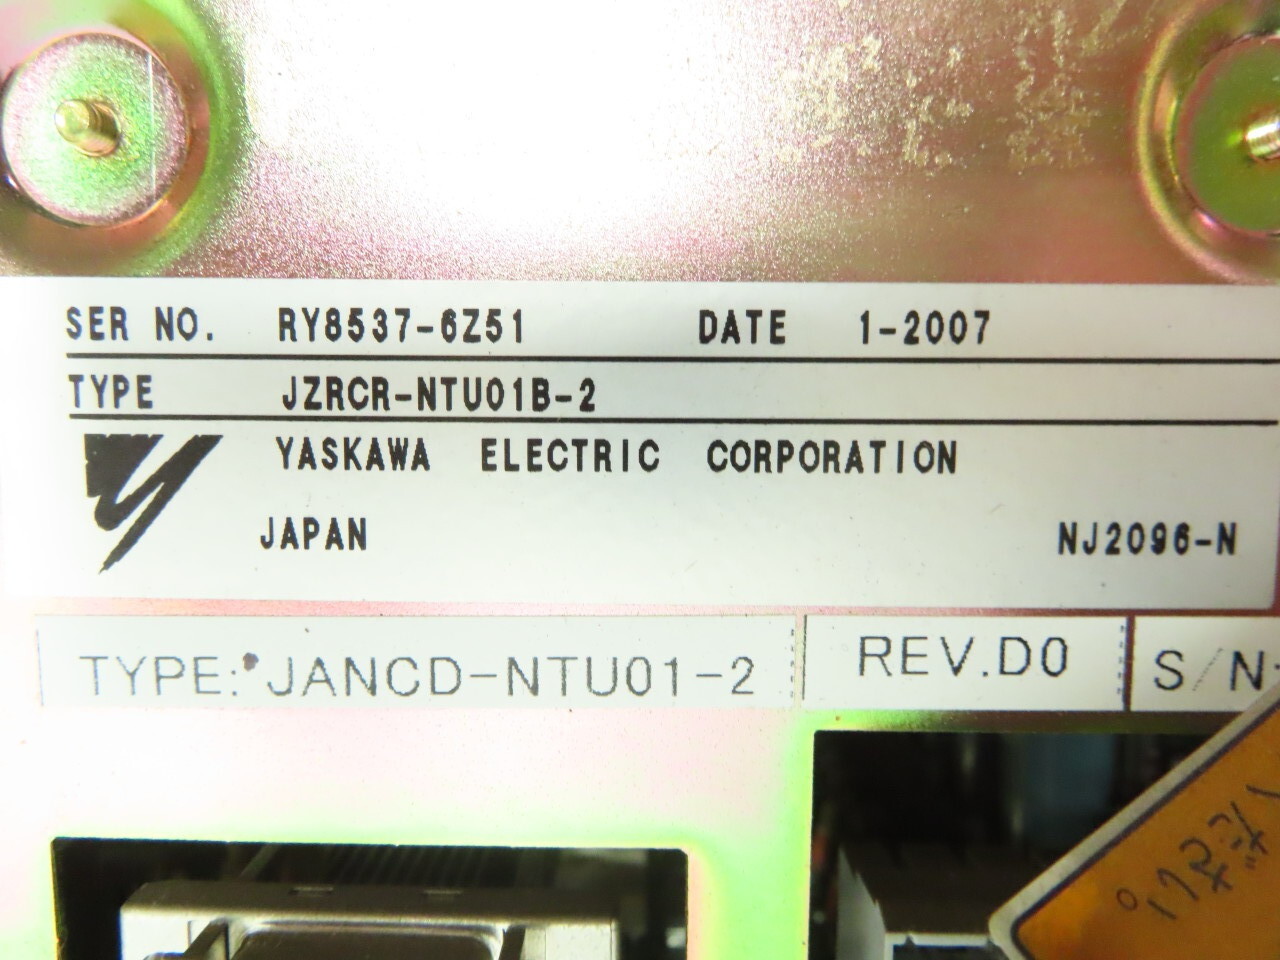 SER NO. RY8537-6Z51 DATE 1-2007
TYPE JZRCR-NTU01B-2
YASKAWA ELECTRIC CORPORATION
JAPAN NJ2096-N
TYPE: JANCD-NTU01-2 REV.D0 S/N